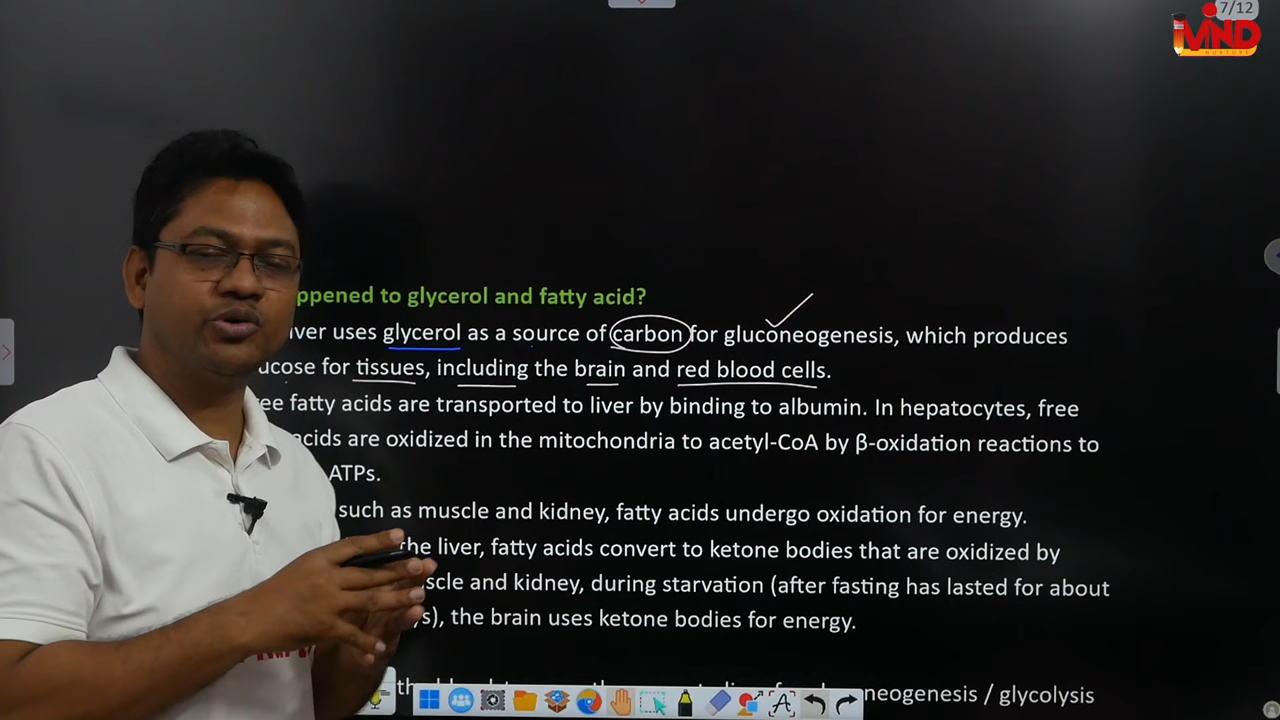 7/12
MIND
NURTURE
ppened to glycerol and fatty acid?
iver uses glycerol as a source of carbon for gluconeogenesis, which produces
ucose for tissues, including the brain and red blood cells.
ee fatty acids are transported to liver by binding to albumin. In hepatocytes, free
acids are oxidized in the mitochondria to acetyl-CoA by β-oxidation reactions to
ATPs.
such as muscle and kidney, fatty acids undergo oxidation for energy.
the liver, fatty acids convert to ketone bodies that are oxidized by
scle and kidney, during starvation (after fasting has lasted for about
s), the brain uses ketone bodies for energy.
neogenesis / glycolysis